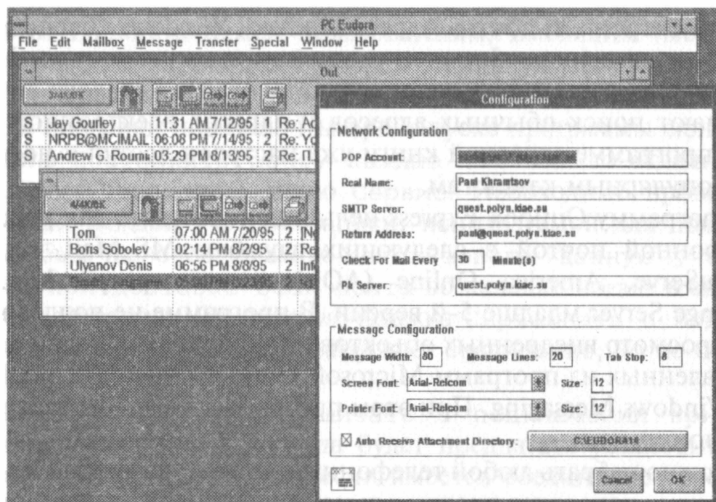 PC Eudora
File Edit Mailbox Message Transfer Special Window Help
Out
S Jay Gourley 11:31 AM 7/12/95 2 Re:
S NRPB@MCIMAIL 06:08 PM 7/14/95 2 Re:
S Andrew G. 03:29 PM 8/13/95 2 Re: П
4/4K/8K
Tom 07:00 AM 7/20/95 2
Boris Sobolev 02:14 PM 8/2/95 2 Re
Ulyanov Denis 06:56 PM 8/8/95 2
Configuration
Network Configuration
POP Account:
Real Name: Paul Khramtsov
SMTP Server: quest.polyn.kiae.su
Return Address: paul@quest.polyn.kiae.su
Check For Mail Every: 30 Minute(s)
Ph Server: quest.polyn.kiae.su
Message Configuration
Message Width: 80 Message Lines: 20 Tab Stop: 8
Screen Font: Arial-Relcom Size: 12
Printer Font: Arial-Relcom Size: 12
Auto Receive Attachment Directory: C:\EUDORA14
Cancel OK